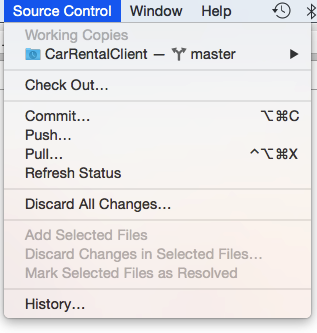 Source Control Window Help
Working Copies
CarRentalClient — master
Check Out...
Commit... ⌥⌘C
Push...
Pull... ^⌥⌘X
Refresh Status
Discard All Changes...
Add Selected Files
Discard Changes in Selected Files...
Mark Selected Files as Resolved
History...